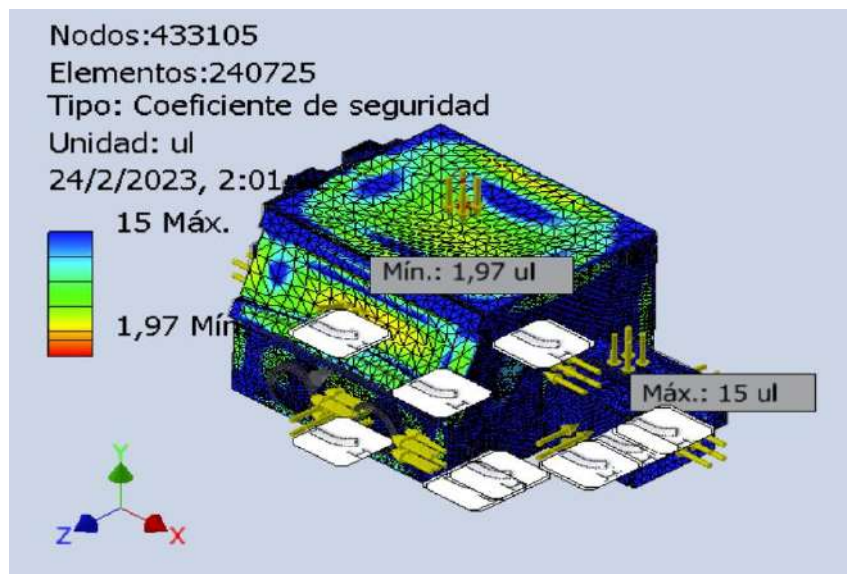 Nodos:433105
Elementos:240725
Tipo: Coeficiente de seguridad
Unidad: ul
24/2/2023, 2:01
15 Máx.
Mín.: 1,97 ul
1,97 Mín
Máx.: 15 ul
Y
Z
X